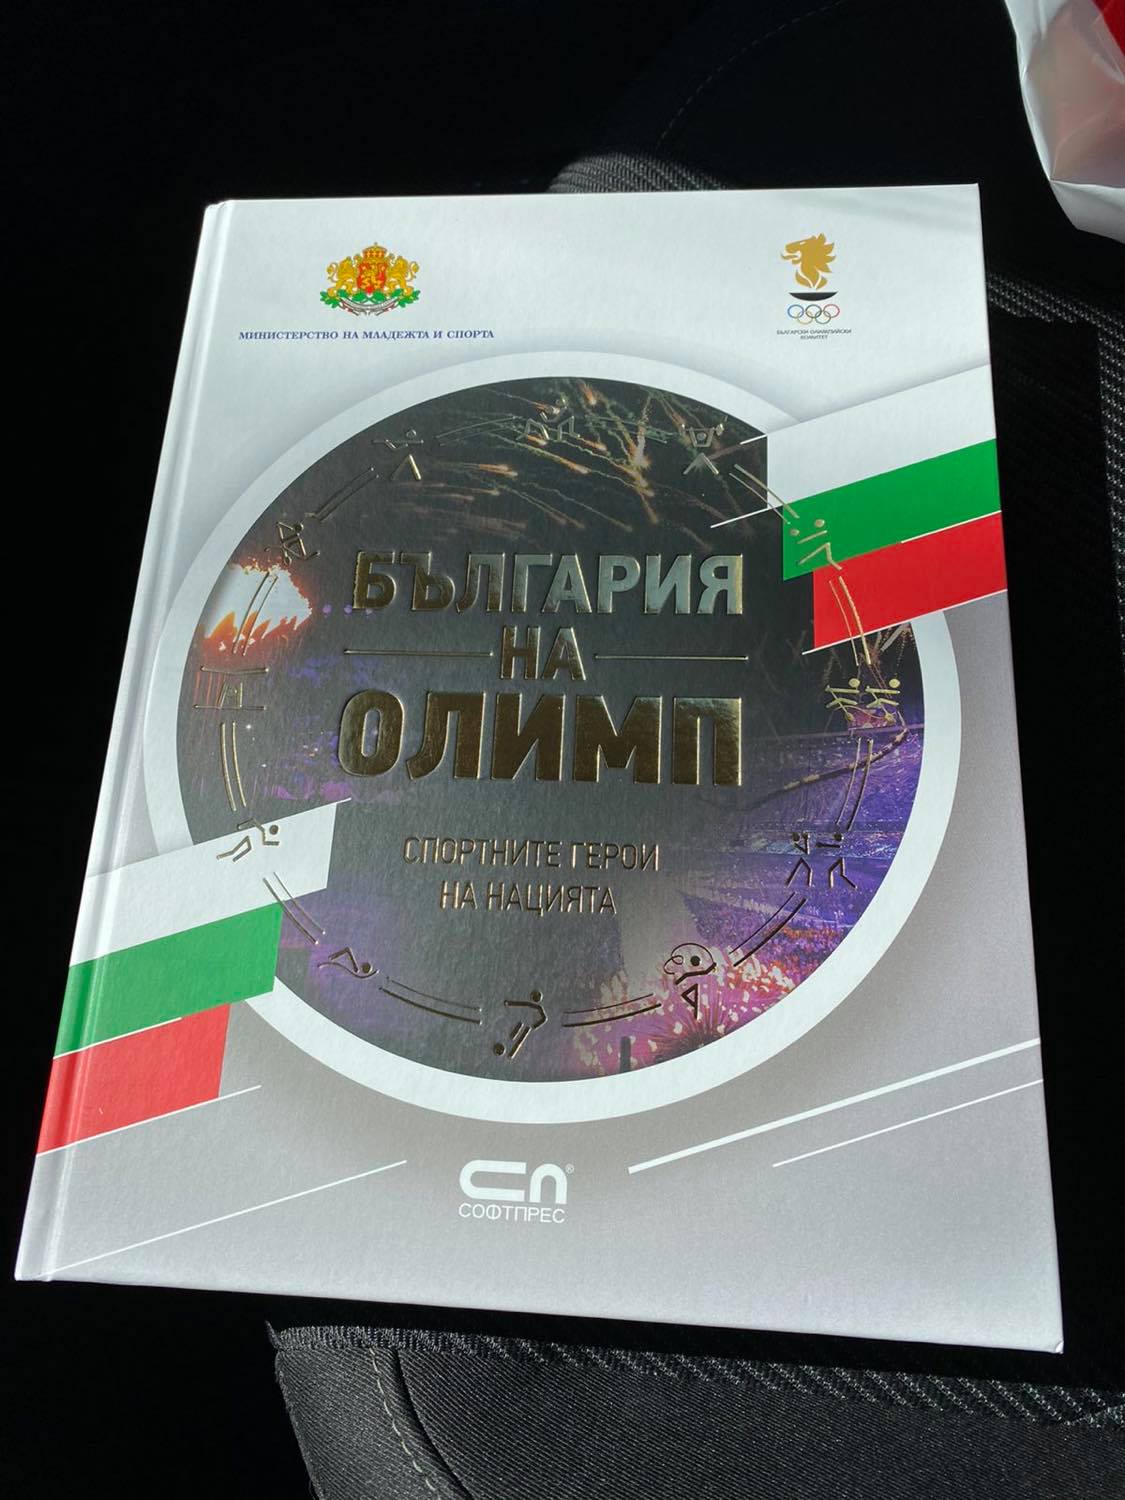 МИНИСТЕРСТВО НА МЛАДЕЖТА И СПОРТА
БЪЛГАРСКИ ОЛИМПИЙСКИ
КОМИТЕТ
БЪЛГАРИЯ
НА
ОЛИМП
СПОРТНИТЕ ГЕРОИ
НА НАЦИЯТА
СП®
СОФТПРЕС